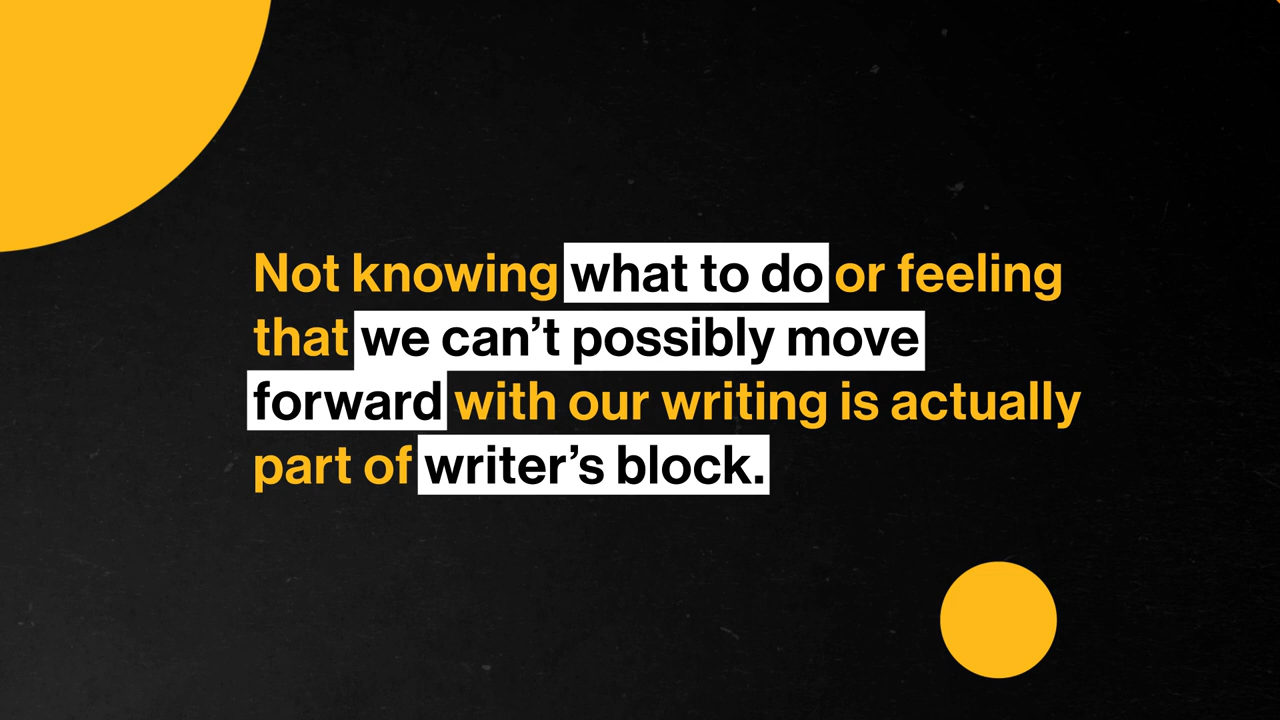 Not knowing what to do or feeling
that we can’t possibly move
forward with our writing is actually
part of writer’s block.